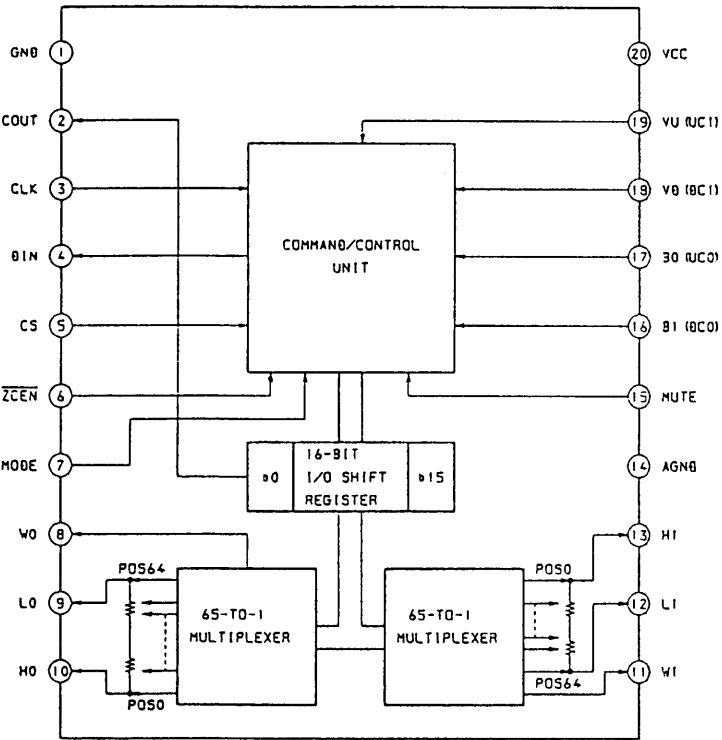 GND 1
20 VCC
COUT 2
19 VU (UC1)
CLK 3
18 VD (DC1)
COMMAND/CONTROL
UNIT
DIN 4
17 B0 (UC0)
CS 5
16 B1 (DC0)
ZCEN 6
15 MUTE
MODE 7
b0
16-BIT
I/O SHIFT
REGISTER
b15
14 AGND
W0 8
13 H1
POS64
POS0
L0 9
65-TO-1
MULTIPLEXER
65-TO-1
MULTIPLEXER
12 L1
H0 10
11 W1
POS0
POS64